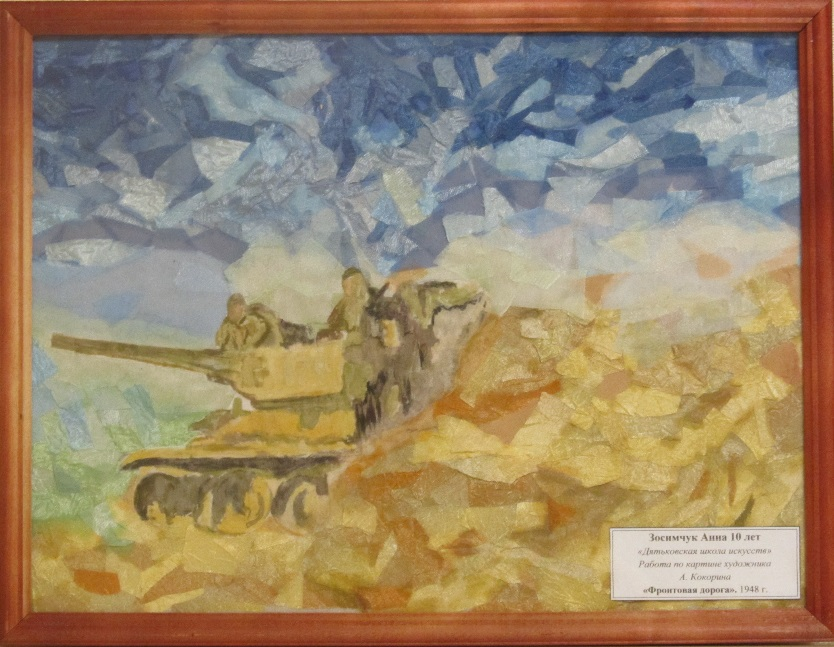 Зосимчук Анна 10 лет
«Дятьковская школа искусств»
Работа по картине художника
А. Кокорина
«Фронтовая дорога». 1948 г.